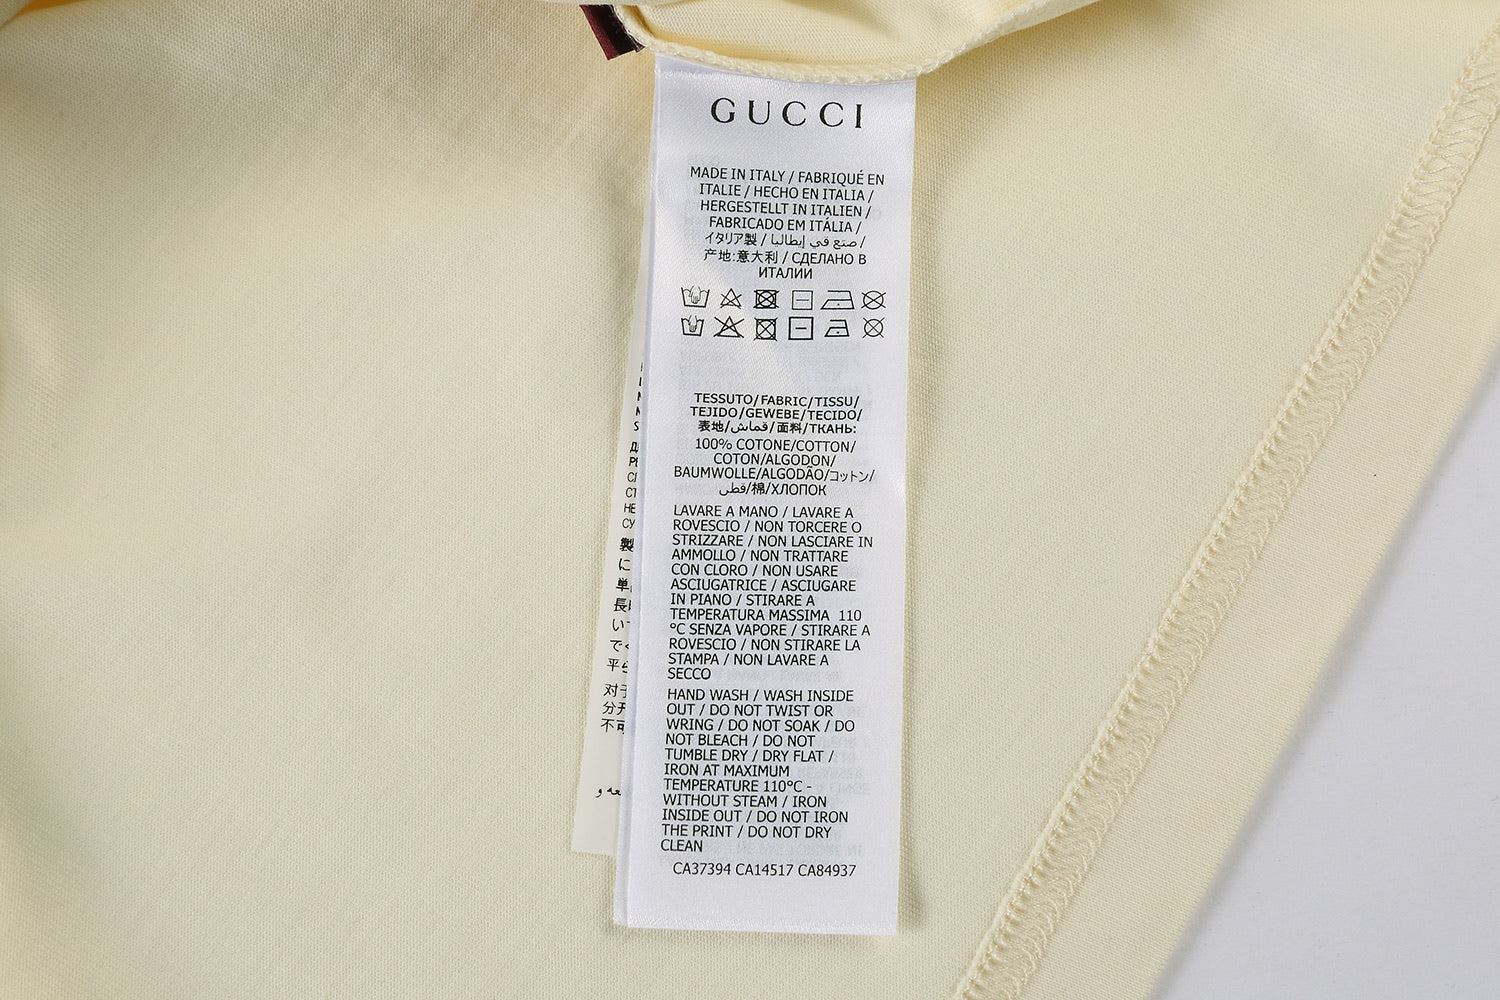 GUCCI
MADE IN ITALY / FABRIQUÉ EN
ITALIE / HECHO EN ITALIA /
HERGESTELLT IN ITALIEN /
FABRICADO EM ITÁLIA /
イタリア製 / صنع في إيطاليا /
产地:意大利 / СДЕЛАНО В
ИТАЛИИ
TESSUTO/FABRIC/TISSU/
TEJIDO/GEWEBE/TECIDO/
表地/قماش/面料/ТКАНЬ:
100% COTONE/COTTON/
COTON/ALGODON/
BAUMWOLLE/ALGODÃO/コットン/
قطن/棉/ХЛОПОК
LAVARE A MANO / LAVARE A
ROVESCIO / NON TORCERE O
STRIZZARE / NON LASCIARE IN
AMMOLLO / NON TRATTARE
CON CLORO / NON USARE
ASCIUGATRICE / ASCIUGARE
IN PIANO / STIRARE A
TEMPERATURA MASSIMA 110
°C SENZA VAPORE / STIRARE A
ROVESCIO / NON STIRARE LA
STAMPA / NON LAVARE A
SECCO
HAND WASH / WASH INSIDE
OUT / DO NOT TWIST OR
WRING / DO NOT SOAK / DO
NOT BLEACH / DO NOT
TUMBLE DRY / DRY FLAT /
IRON AT MAXIMUM
TEMPERATURE 110°C -
WITHOUT STEAM / IRON
INSIDE OUT / DO NOT IRON
THE PRINT / DO NOT DRY
CLEAN
CA37394 CA14517 CA84937